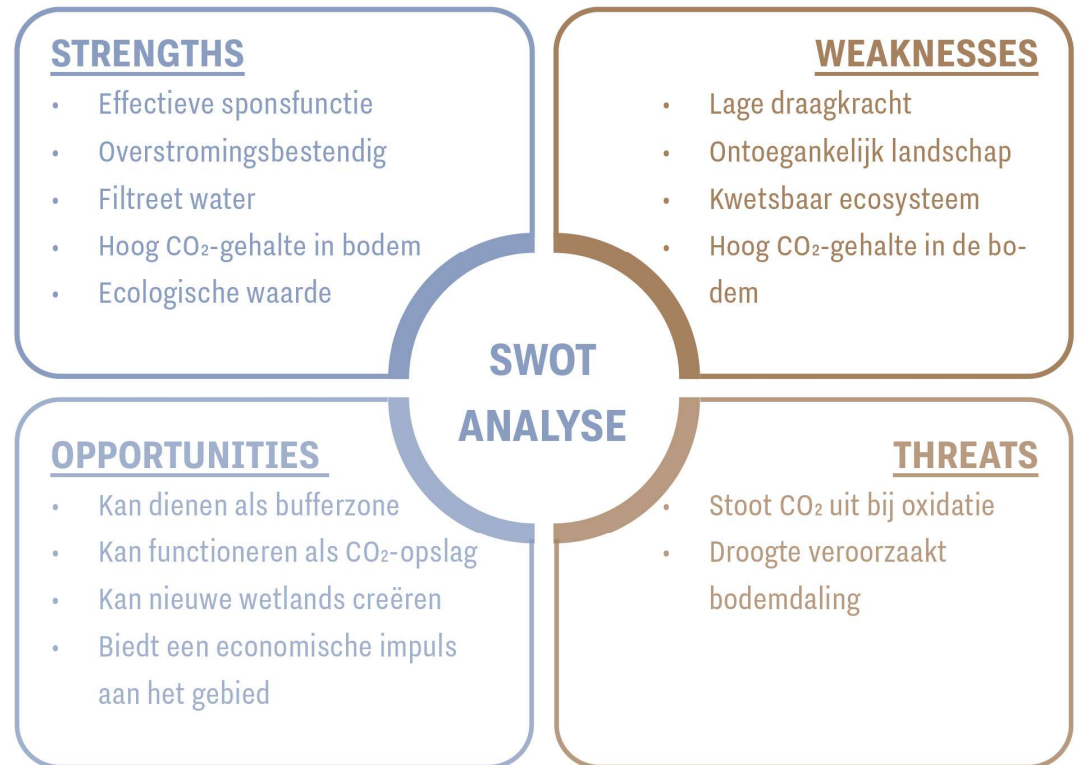 STRENGTHS
• Effectieve sponsfunctie
• Overstromingsbestendig
• Filtreet water
• Hoog CO₂-gehalte in bodem
• Ecologische waarde
WEAKNESSES
• Lage draagkracht
• Ontoegankelijk landschap
• Kwetsbaar ecosysteem
• Hoog CO₂-gehalte in de bo-
dem
SWOT
ANALYSE
OPPORTUNITIES
• Kan dienen als bufferzone
• Kan functioneren als CO₂-opslag
• Kan nieuwe wetlands creëren
• Biedt een economische impuls
aan het gebied
THREATS
• Stoot CO₂ uit bij oxidatie
• Droogte veroorzaakt
bodemdaling